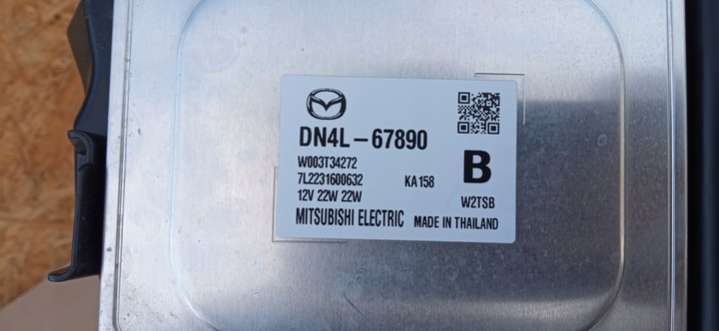 DN4L-67890
W003T34272
7L2231600632 KA158 B
12V 22W 22W W2TSB
MITSUBISHI ELECTRIC MADE IN THAILAND